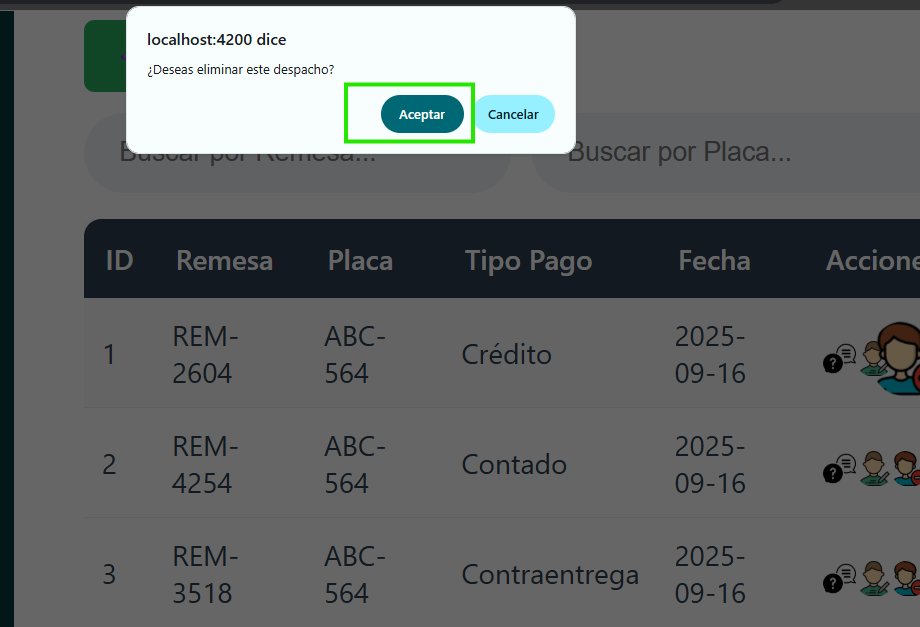 localhost:4200 dice
¿Deseas eliminar este despacho?
Aceptar Cancelar
Buscar por Remesa... Buscar por Placa...
ID Remesa Placa Tipo Pago Fecha Accione
1 REM-2604 ABC-564 Crédito 2025-09-16
2 REM-4254 ABC-564 Contado 2025-09-16
3 REM-3518 ABC-564 Contraentrega 2025-09-16